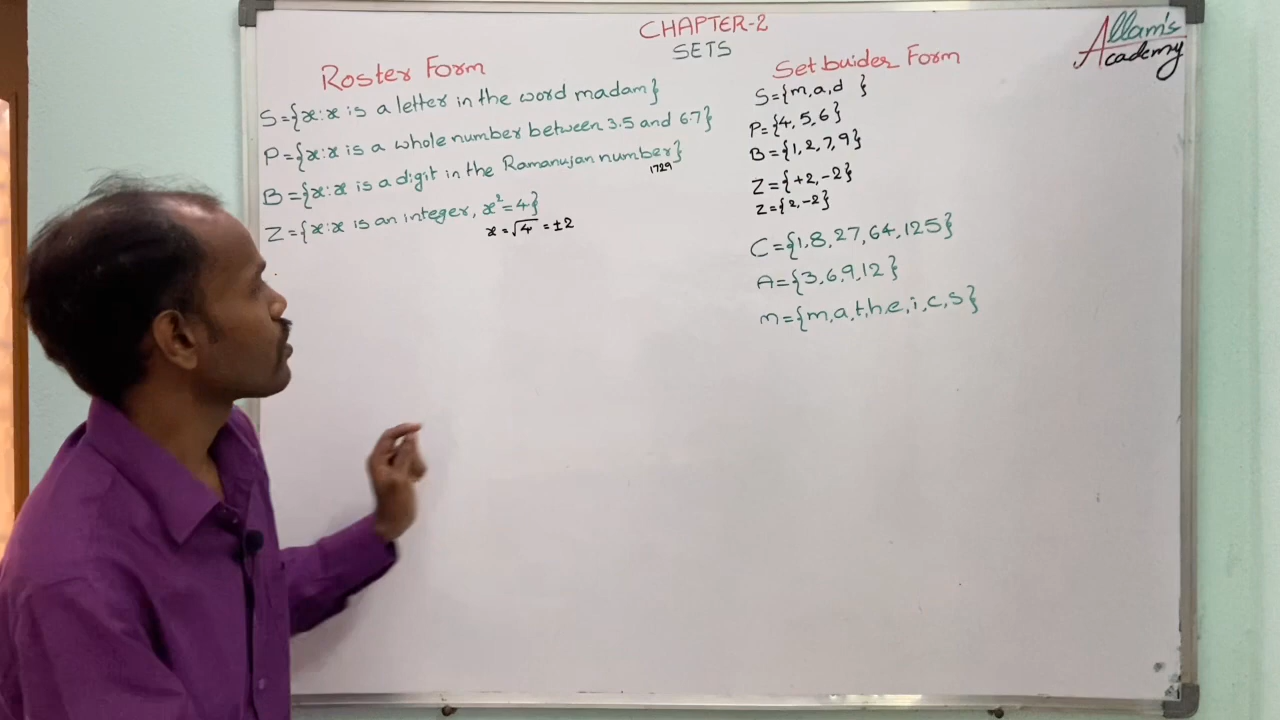 CHAPTER-2
SETS
Allam's
Academy
Roster Form
S={x:x is a letter in the word madam}
P={x:x is a whole number between 3.5 and 6.7}
B={x:x is a digit in the Ramanujan number}
1729
Z={x:x is an integer, x²=4}
x=√4=±2
Setbuider Form
S={m,a,d }
P={4,5,6}
B={1,2,7,9}
Z={+2,-2}
Z={2,-2}
C={1,8,27,64,125}
A={3,6,9,12}
m={m,a,t,h,e,i,c,s}